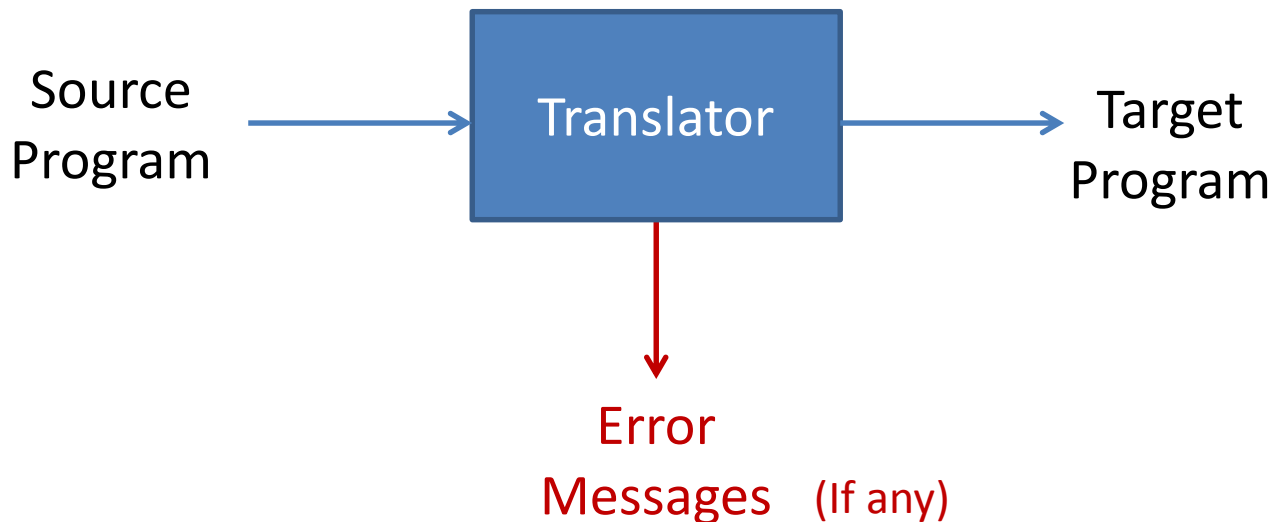 Source
Program
Translator
Target
Program
Error
Messages (If any)